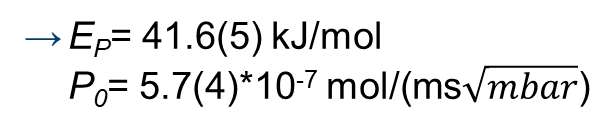 → E_P= 41.6(5) kJ/mol
P_0= 5.7(4)*10^-7 mol/(ms√mbar)